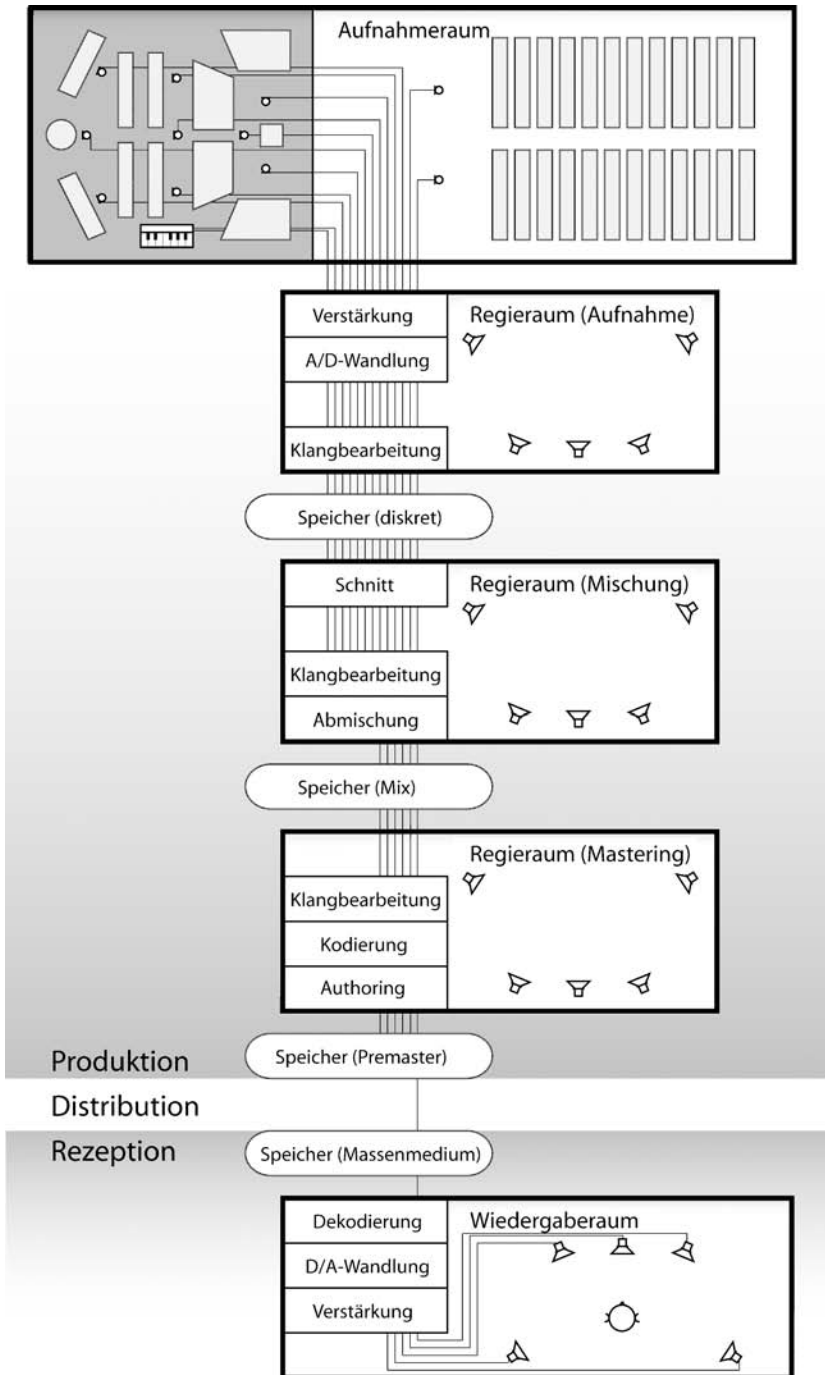 Aufnahmeraum
Verstärkung
Regieraum (Aufnahme)
A/D-Wandlung
Klangbearbeitung
Speicher (diskret)
Schnitt
Regieraum (Mischung)
Klangbearbeitung
Abmischung
Speicher (Mix)
Regieraum (Mastering)
Klangbearbeitung
Kodierung
Authoring
Produktion
Speicher (Premaster)
Distribution
Rezeption
Speicher (Massenmedium)
Dekodierung
Wiedergaberaum
D/A-Wandlung
Verstärkung